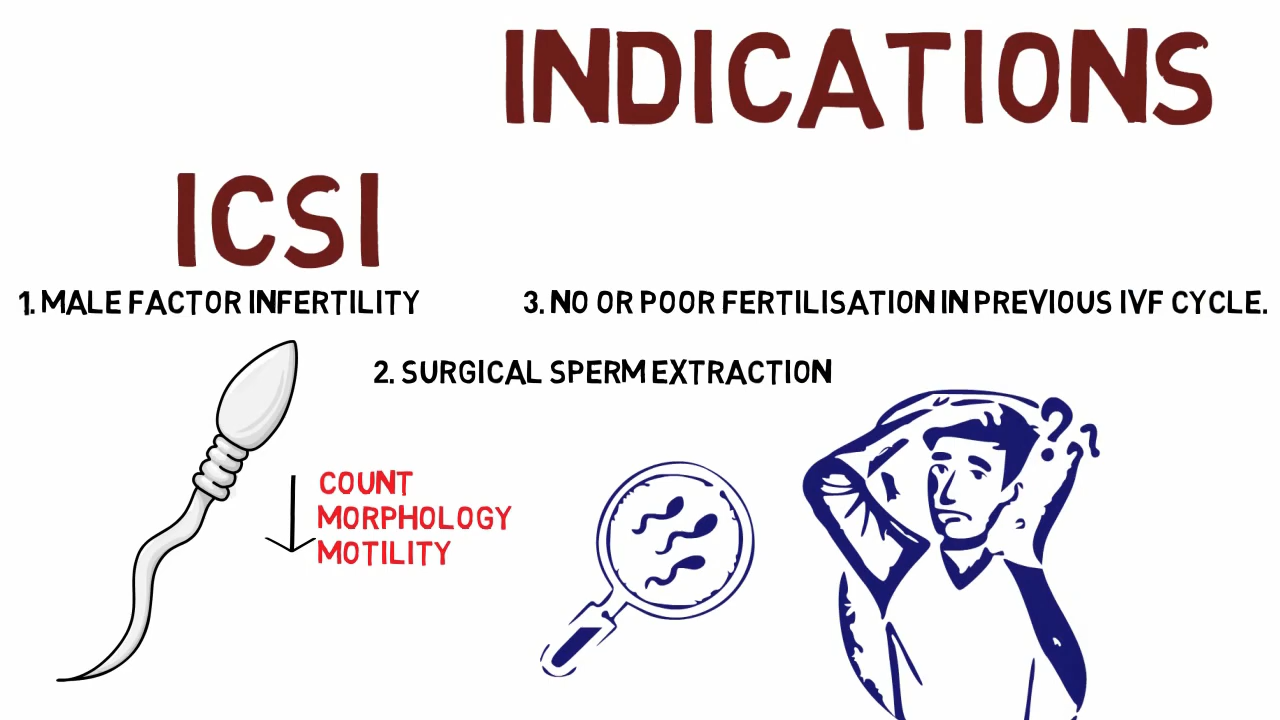 INDICATIONS
ICSI
1. MALE FACTOR INFERTILITY
3. NO OR POOR FERTILISATION IN PREVIOUS IVF CYCLE.
2. SURGICAL SPERM EXTRACTION
COUNT
MORPHOLOGY
MOTILITY
? ?